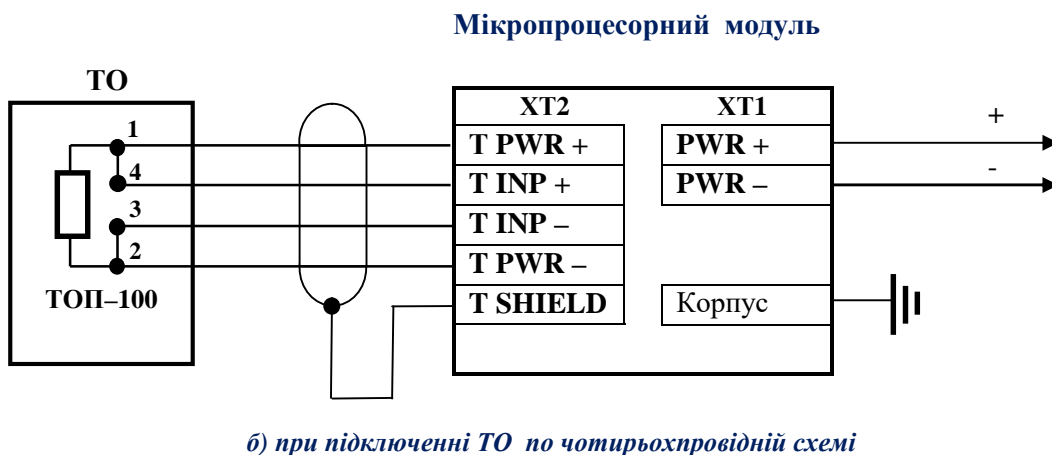 Мікропроцесорний модуль
ТО
1
4
3
2
ТОП–100
XT2
T PWR +
T INP +
T INP –
T PWR –
T SHIELD
XT1
PWR +
PWR –
Корпус
+
-
б) при підключенні ТО по чотирьохпровідній схемі